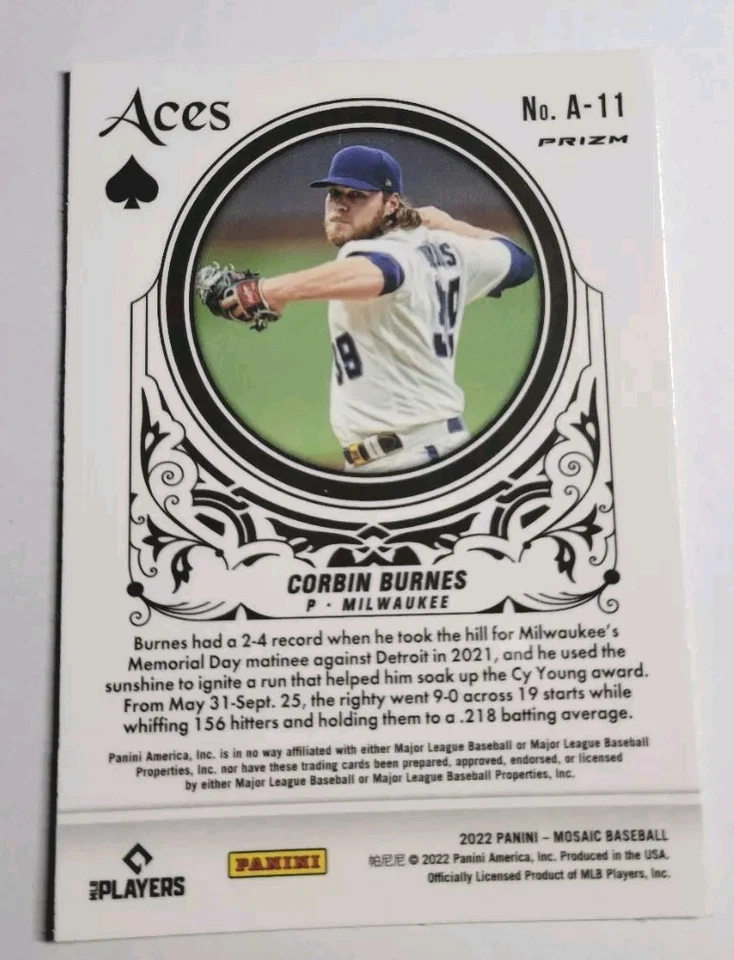 Aces
No. A-11
PRIZM
39
CORBIN BURNES
P · MILWAUKEE
Burnes had a 2-4 record when he took the hill for Milwaukee's
Memorial Day matinee against Detroit in 2021, and he used the
sunshine to ignite a run that helped him soak up the Cy Young award.
From May 31-Sept. 25, the righty went 9-0 across 19 starts while
whiffing 156 hitters and holding them to a .218 batting average.
Panini America, Inc. is in no way affiliated with either Major League Baseball or Major League Baseball
Properties, Inc. nor have these trading cards been prepared, approved, endorsed, or licensed
by either Major League Baseball or Major League Baseball Properties, Inc.
2022 PANINI – MOSAIC BASEBALL
帕尼尼 © 2022 Panini America, Inc. Produced in the USA.
Officially Licensed Product of MLB Players, Inc.
MLB PLAYERS
PANINI